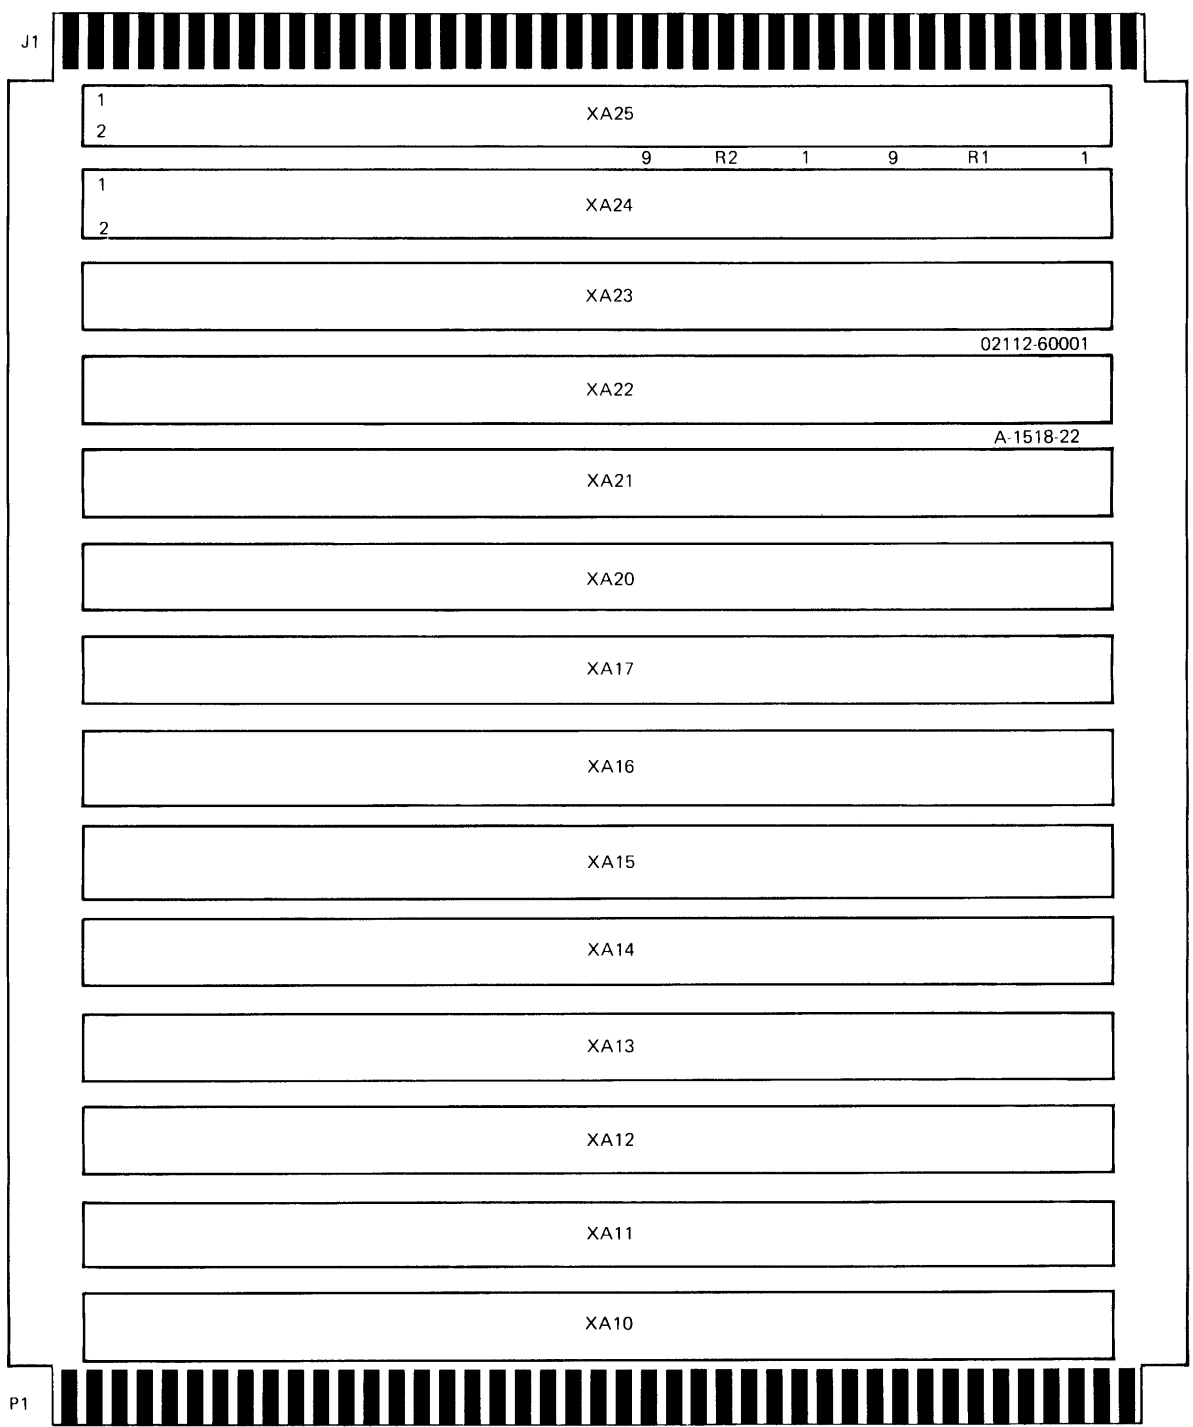 J1
1
XA25
2
9 R2 1 9 R1 1
1
XA24
2
XA23
02112-60001
XA22
A-1518-22
XA21
XA20
XA17
XA16
XA15
XA14
XA13
XA12
XA11
XA10
P1